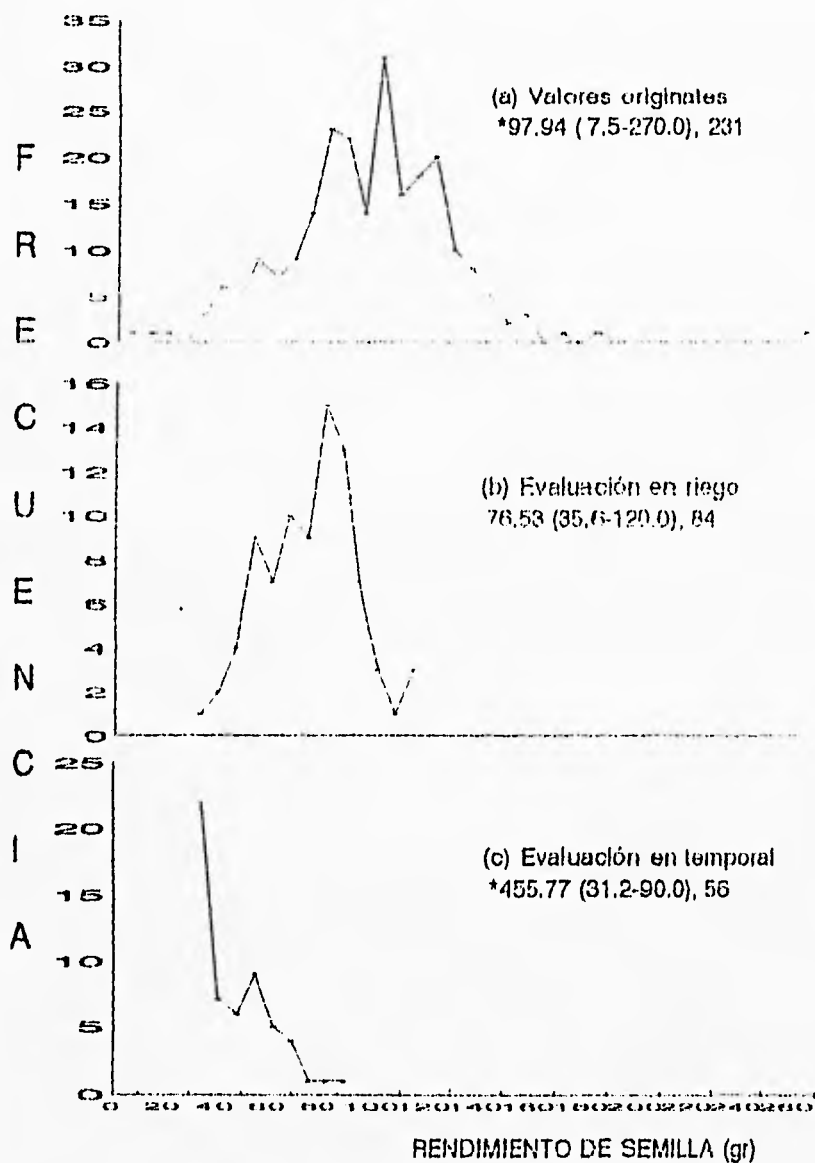 35
30
25
20
15
10
5
0
(a) Valores originales
*97.94 ( 7.5-270.0), 231
16
14
12
10
8
6
4
2
0
(b) Evaluación en riego
76.53 (35.6-120.0), 84
25
20
15
10
5
0
(c) Evaluación en temporal
*455.77 (31.2-90.0), 56
FRECUENCIA
0 20 40 60 80 100 120 140 160 180 200 220 240 260
RENDIMIENTO DE SEMILLA (gr)